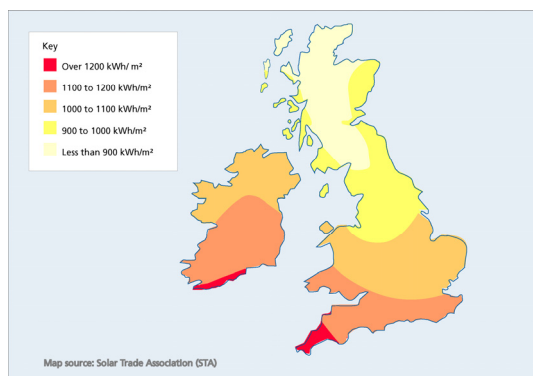 Key
Over 1200 kWh/ m²
1100 to 1200 kWh/m²
1000 to 1100 kWh/m²
900 to 1000 kWh/m²
Less than 900 kWh/m²
Map source: Solar Trade Association (STA)